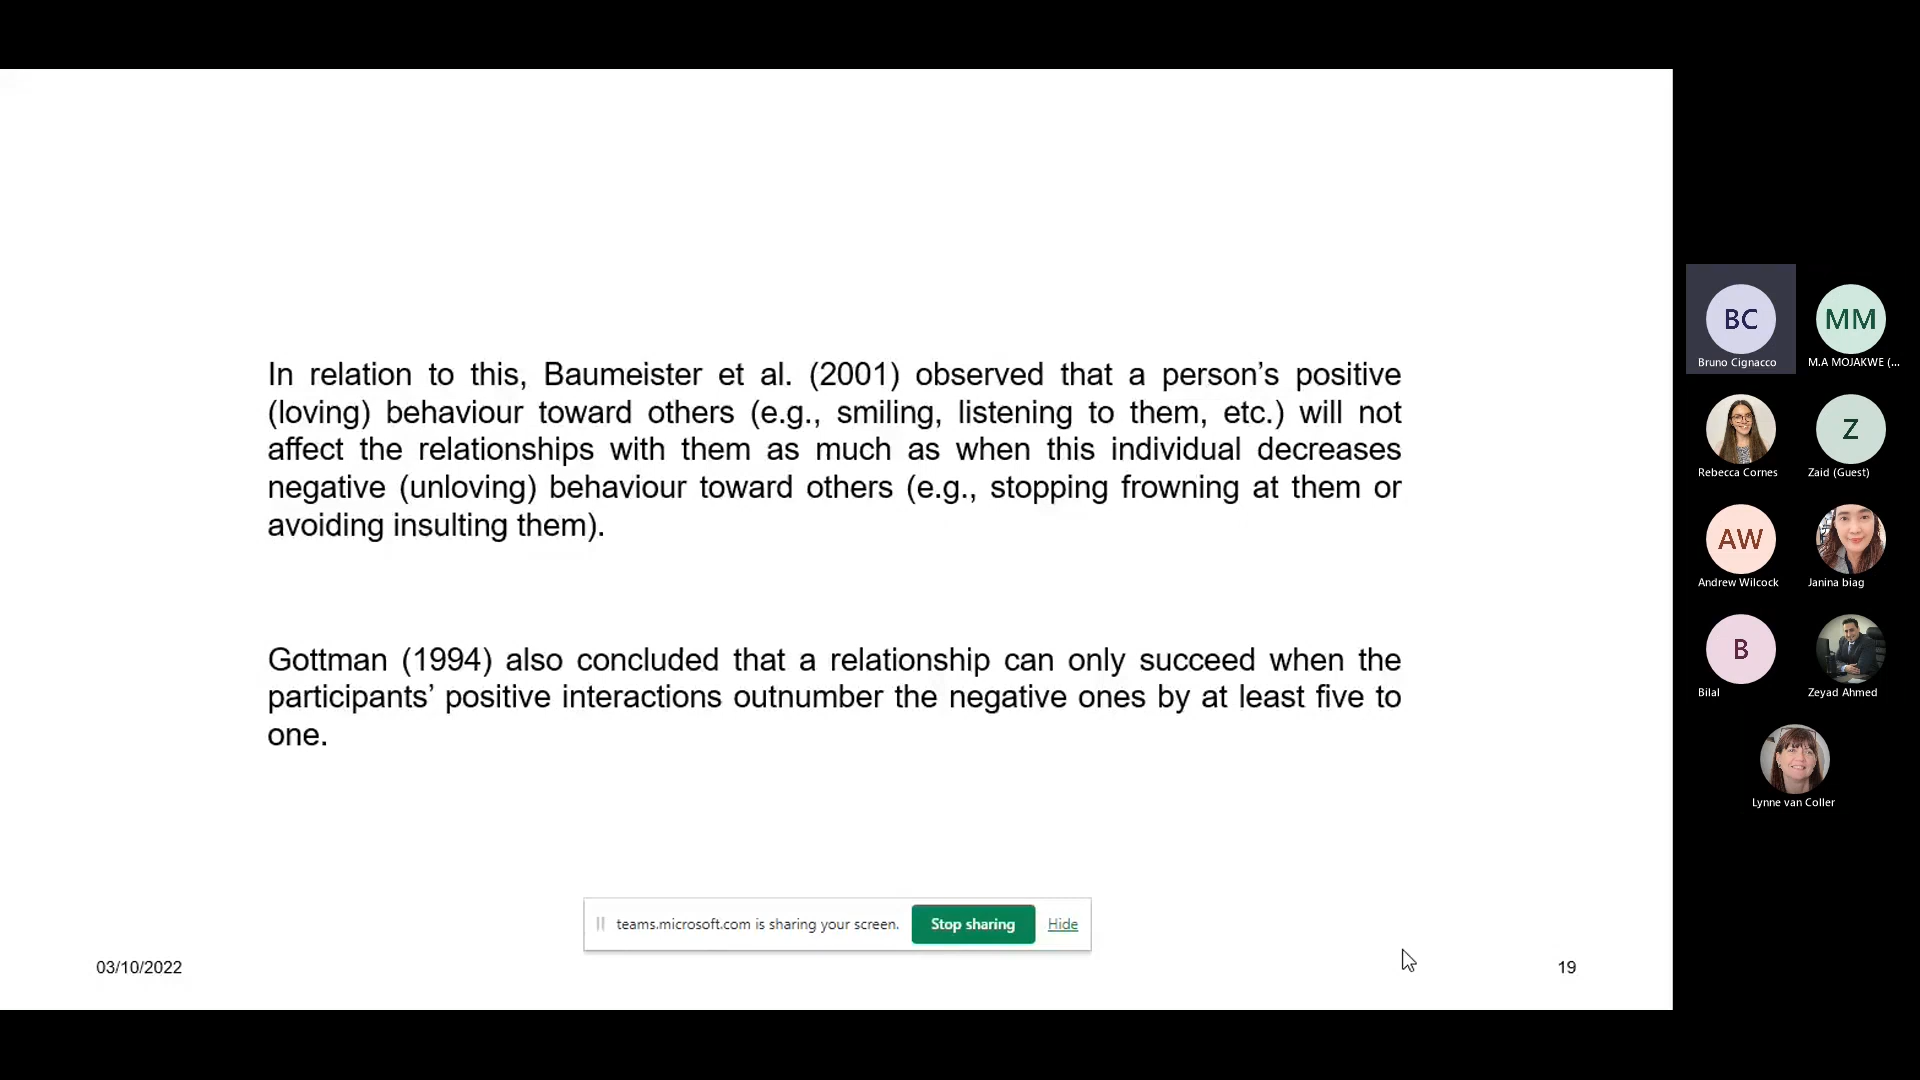 In relation to this, Baumeister et al. (2001) observed that a person’s positive
(loving) behaviour toward others (e.g., smiling, listening to them, etc.) will not
affect the relationships with them as much as when this individual decreases
negative (unloving) behaviour toward others (e.g., stopping frowning at them or
avoiding insulting them).
Gottman (1994) also concluded that a relationship can only succeed when the
participants’ positive interactions outnumber the negative ones by at least five to
one.
teams.microsoft.com is sharing your screen. Stop sharing Hide
03/10/2022
19
BC
Bruno Cignacco
MM
M.A MOJAKWE (...
Rebecca Cornes
Z
Zaid (Guest)
AW
Andrew Wilcock
Janina biag
B
Bilal
Zeyad Ahmed
Lynne van Coller